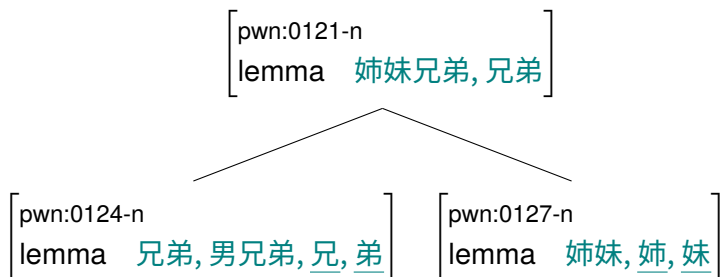 pwn:0121-n
lemma 姉妹兄弟, 兄弟
pwn:0124-n
lemma 兄弟, 男兄弟, 兄, 弟
pwn:0127-n
lemma 姉妹, 姉, 妹